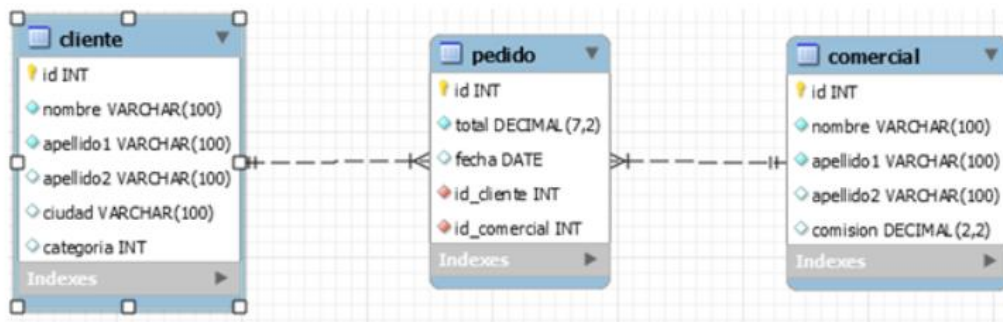 cliente
id INT
nombre VARCHAR(100)
apellido1 VARCHAR(100)
apellido2 VARCHAR(100)
ciudad VARCHAR(100)
categoria INT
Indexes
pedido
id INT
total DECIMAL(7,2)
fecha DATE
id_cliente INT
id_comercial INT
Indexes
comercial
id INT
nombre VARCHAR(100)
apellido1 VARCHAR(100)
apellido2 VARCHAR(100)
comision DECIMAL(2,2)
Indexes